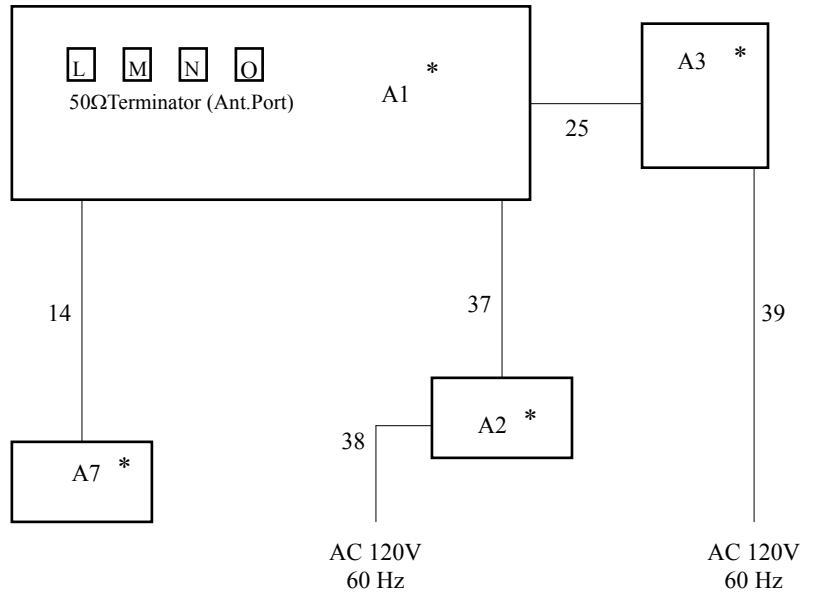 L M N O
50ΩTerminator (Ant.Port)
A1 *
A3 *
25
14
37
39
A2 *
38
A7 *
AC 120V
60 Hz
AC 120V
60 Hz